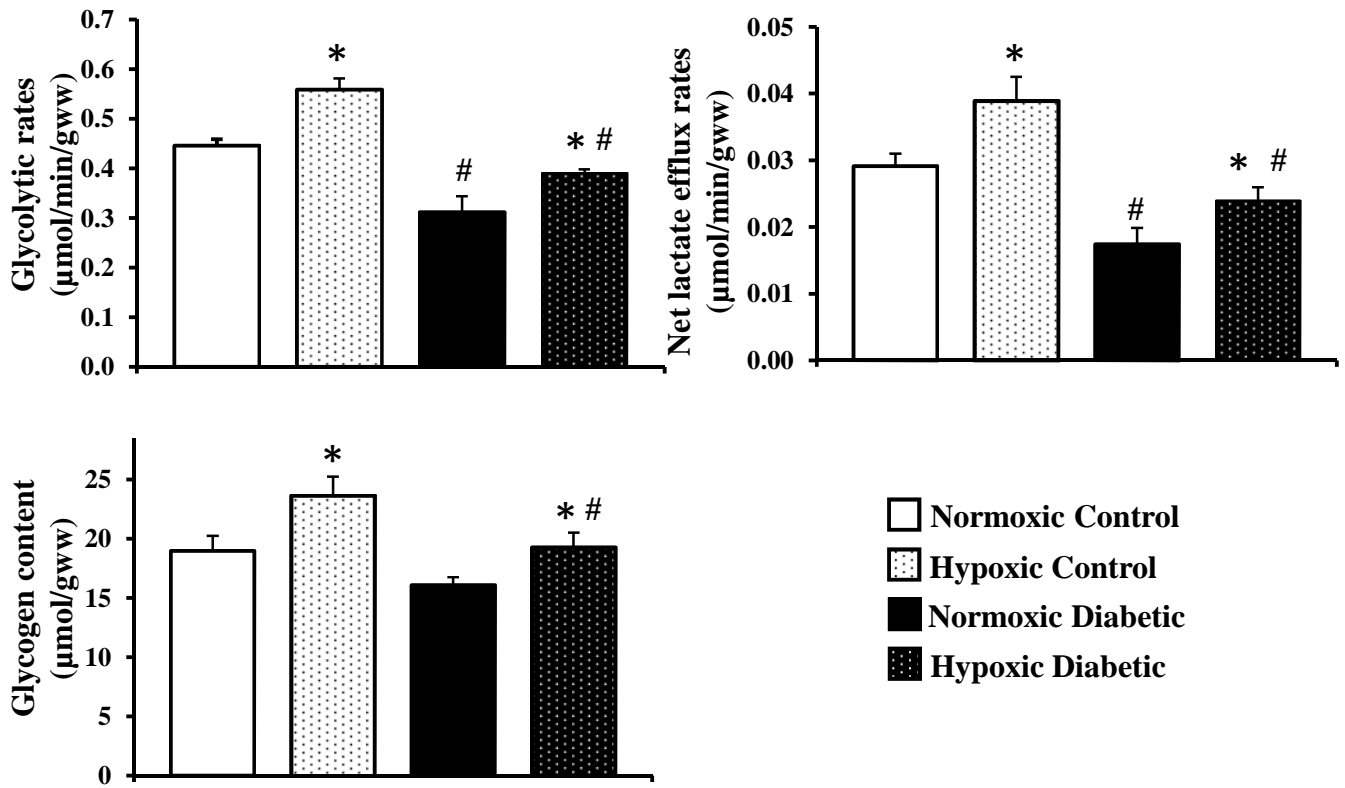 Glycolytic rates
(μmol/min/gww)
0.7
0.6
0.5
0.4
0.3
0.2
0.1
0.0
*
#
* #
Net lactate efflux rates
(μmol/min/gww)
0.05
0.04
0.03
0.02
0.01
0.00
*
#
* #
Glycogen content
(μmol/gww)
25
20
15
10
5
0
*
* #
Normoxic Control
Hypoxic Control
Normoxic Diabetic
Hypoxic Diabetic